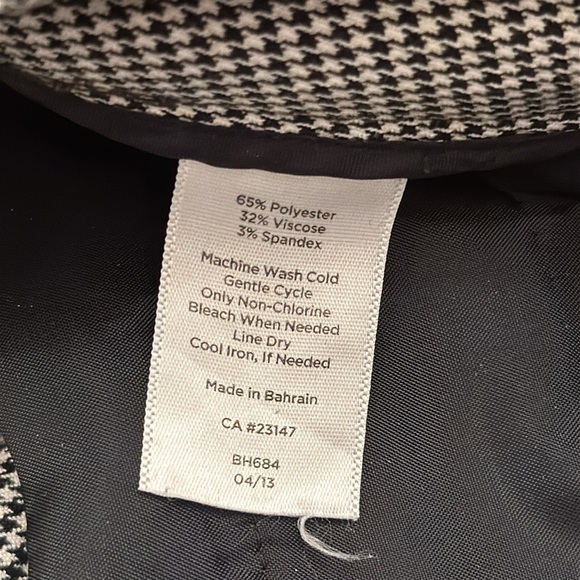 65% Polyester
32% Viscose
3% Spandex
Machine Wash Cold
Gentle Cycle
Only Non-Chlorine
Bleach When Needed
Line Dry
Cool Iron, If Needed
Made in Bahrain
CA #23147
BH684
04/13